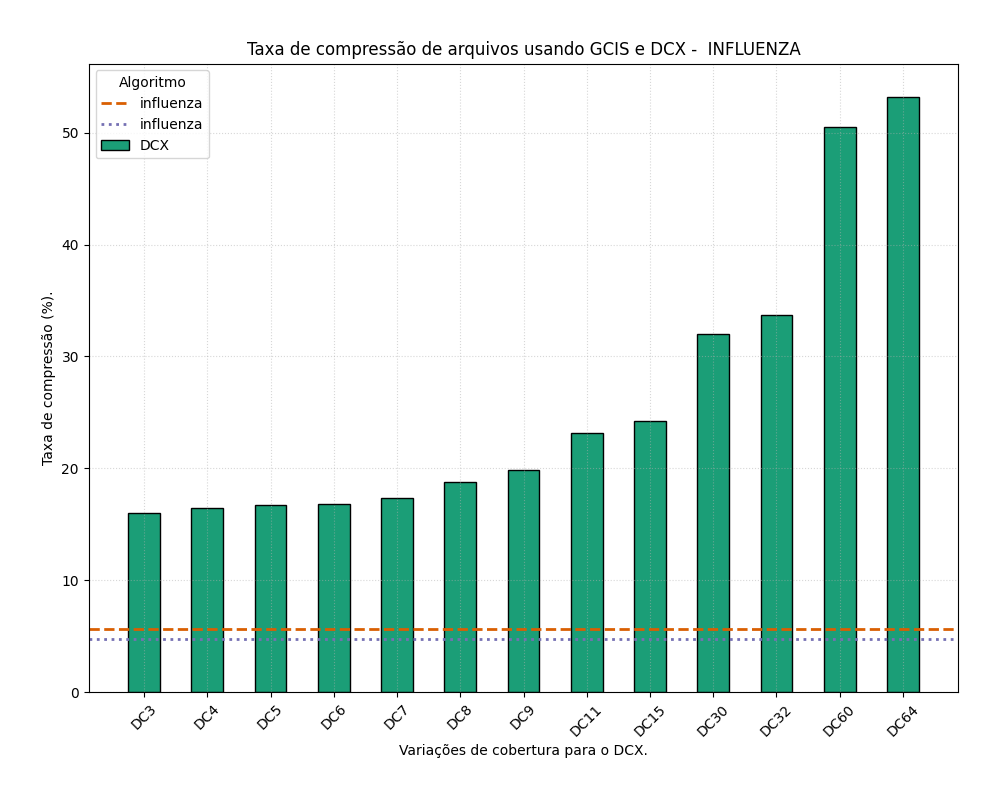 Taxa de compressão de arquivos usando GCIS e DCX -  INFLUENZA
Algoritmo
influenza
influenza
DCX
Taxa de compressão (%).
50
40
30
20
10
0
DC3
DC4
DC5
DC6
DC7
DC8
DC9
DC11
DC15
DC30
DC32
DC60
DC64
Variações de cobertura para o DCX.